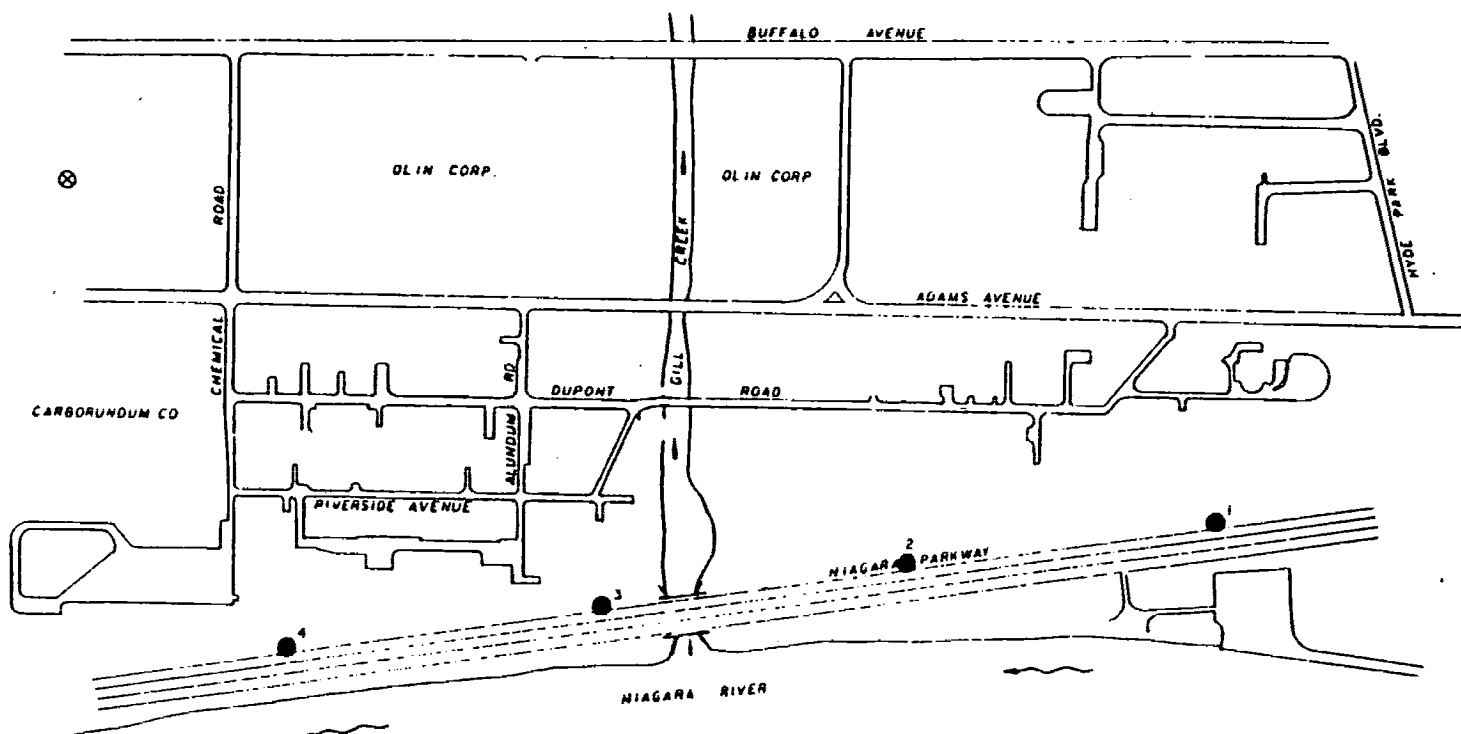 BUFFALO AVENUE
OLIN CORP.
OLIN CORP
ROAD
CREEK
HYDE PARK BLVD.
ADAMS AVENUE
CHEMICAL
RD
GILL
DUPONT ROAD
CARBORUNDUM CO
ALUNDUM
RIVERSIDE AVENUE
1
2
NIAGARA PARKWAY
3
4
NIAGARA RIVER